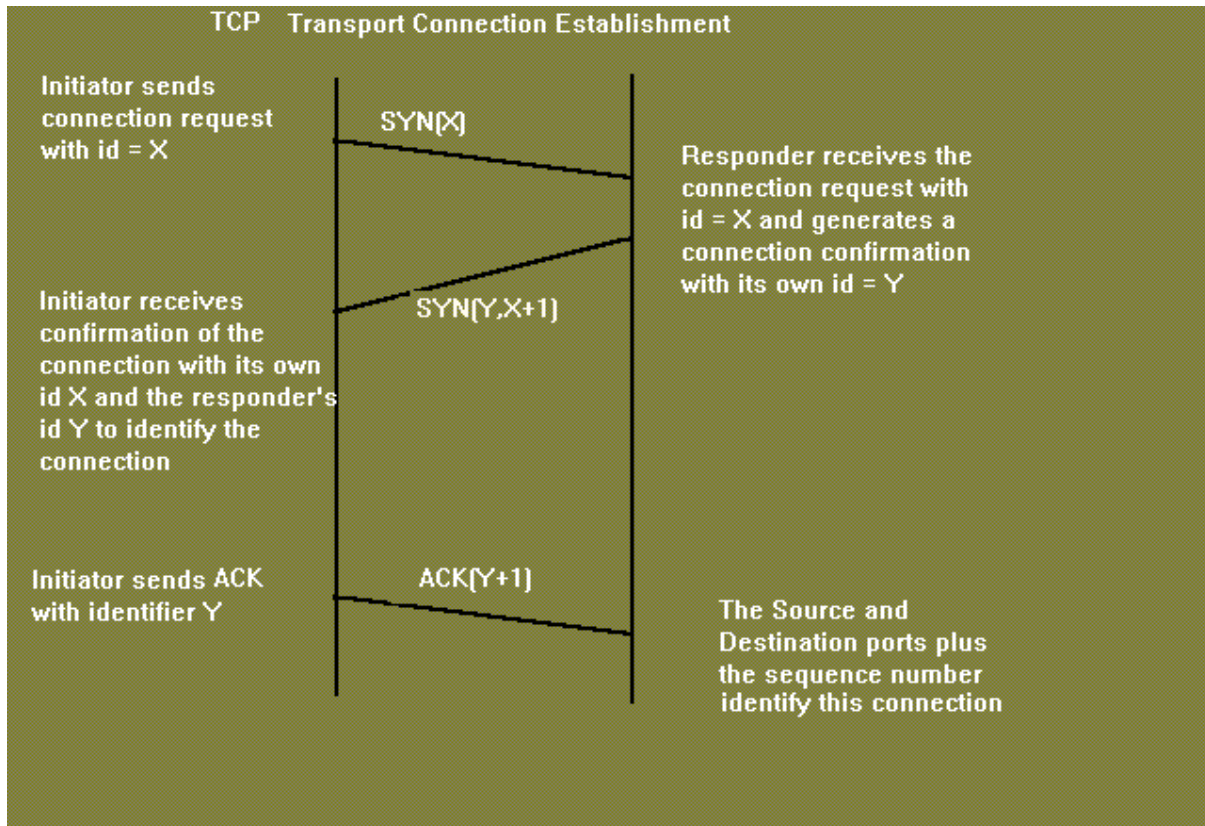 TCP Transport Connection Establishment
Initiator sends
connection request
with id = X
SYN(X)
Responder receives the
connection request with
id = X and generates a
connection confirmation
with its own id = Y
Initiator receives
confirmation of the
connection with its own
id X and the responder's
id Y to identify the
connection
SYN(Y,X+1)
Initiator sends ACK
with identifier Y
ACK(Y+1)
The Source and
Destination ports plus
the sequence number
identify this connection